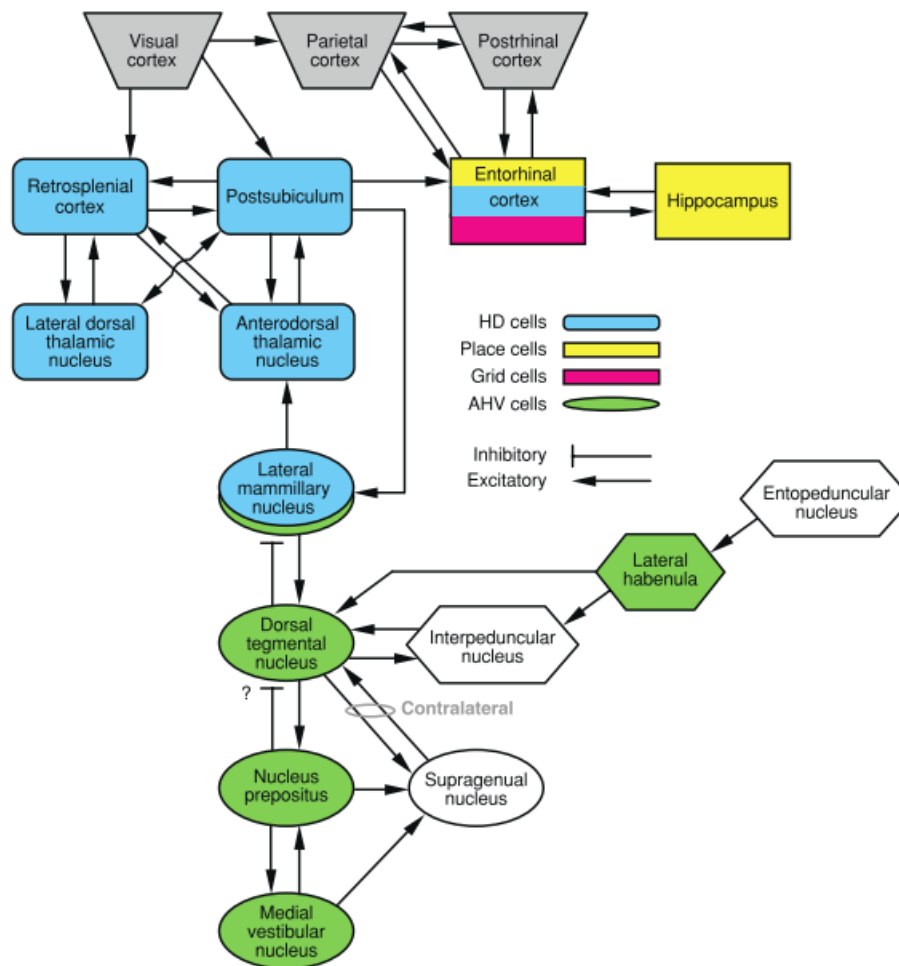 Visual
cortex
Parietal
cortex
Postrhinal
cortex
Retrosplenial
cortex
Postsubiculum
Entorhinal
cortex
Hippocampus
Lateral dorsal
thalamic
nucleus
Anterodorsal
thalamic
nucleus
HD cells
Place cells
Grid cells
AHV cells
Inhibitory
Excitatory
Lateral
mammillary
nucleus
Entopeduncular
nucleus
Lateral
habenula
Dorsal
tegmental
nucleus
Interpeduncular
nucleus
?
Contralateral
Nucleus
prepositus
Supragenual
nucleus
Medial
vestibular
nucleus